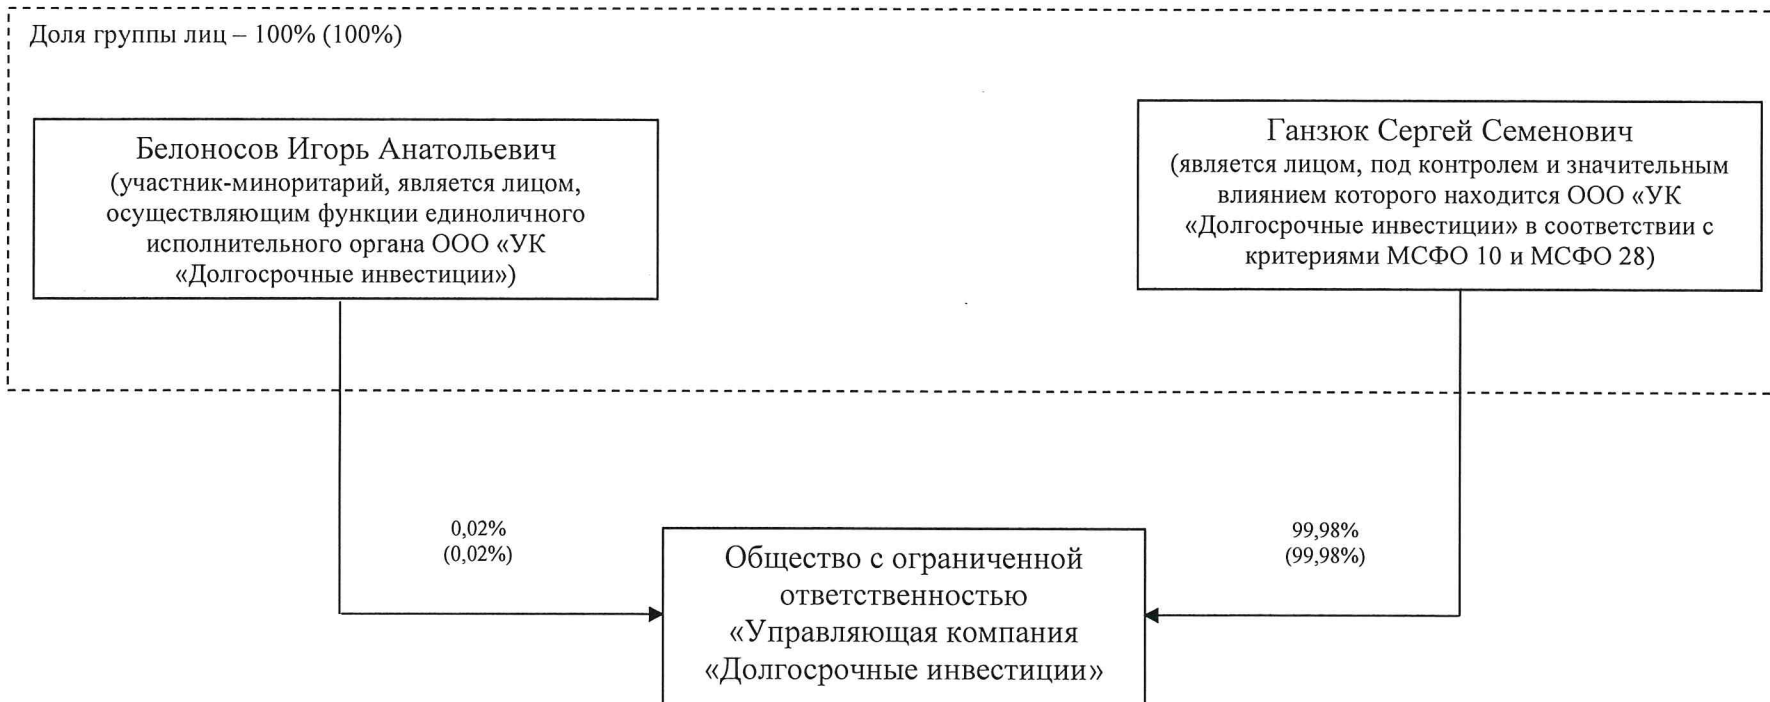 Доля группы лиц – 100% (100%)
Белоносов Игорь Анатольевич
(участник-миноритарий, является лицом,
осуществляющим функции единоличного
исполнительного органа ООО «УК
«Долгосрочные инвестиции»)
Ганзюк Сергей Семенович
(является лицом, под контролем и значительным
влиянием которого находится ООО «УК
«Долгосрочные инвестиции» в соответствии с
критериями МСФО 10 и МСФО 28)
0,02%
(0,02%)
99,98%
(99,98%)
Общество с ограниченной
ответственностью
«Управляющая компания
«Долгосрочные инвестиции»